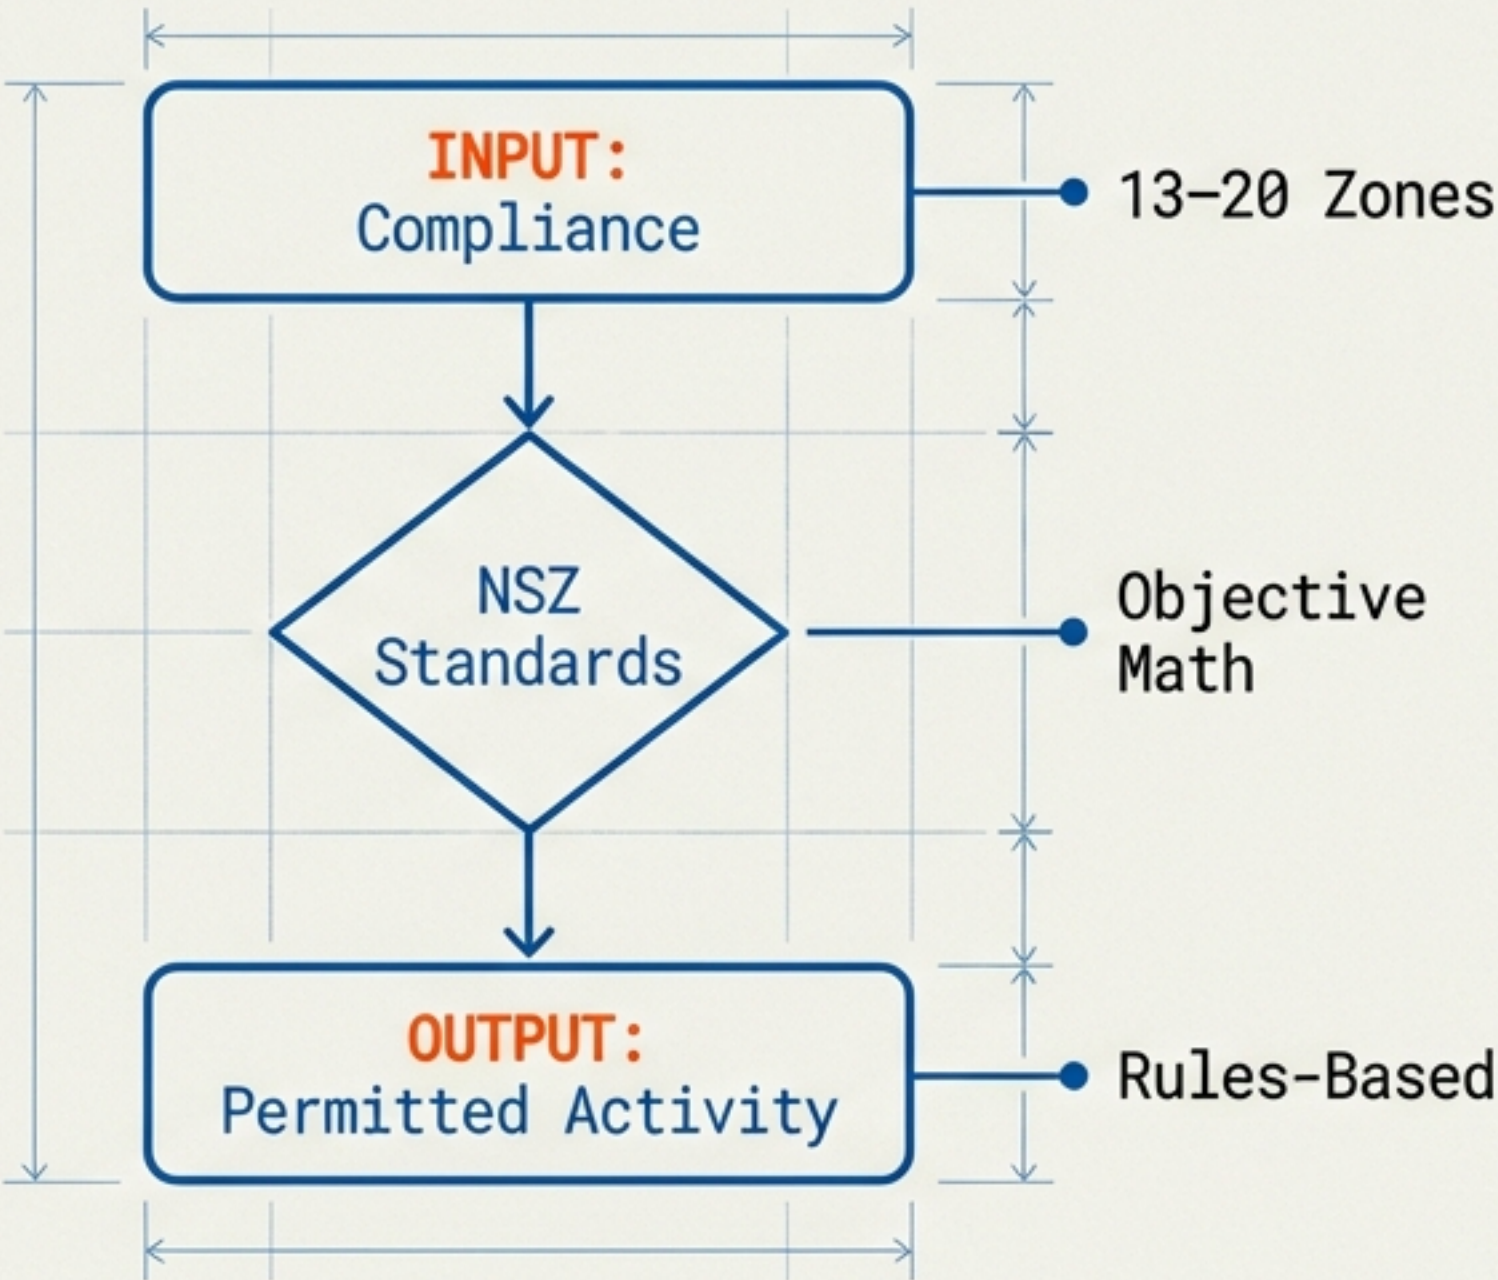 INPUT:
Compliance
13–20 Zones
NSZ
Standards
Objective
Math
OUTPUT:
Permitted Activity
Rules-Based